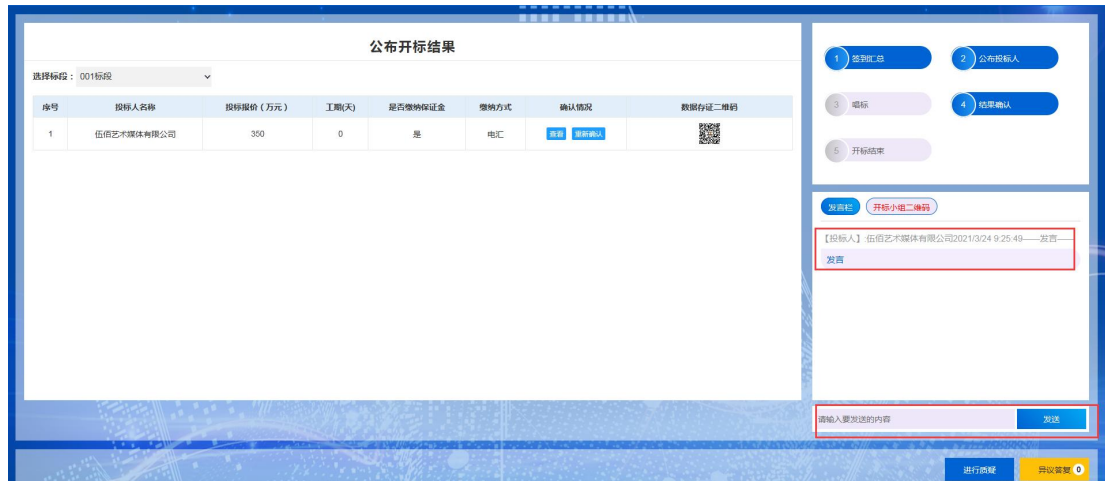 公布开标结果
选择标段： 001标段
序号 投标人名称 投标报价（万元） 工期(天) 是否缴纳保证金 缴纳方式 确认情况 数据存证二维码
1 伍佰艺术媒体有限公司 350 0 是 电汇 查看 重新确认
1 签到汇总 2 公布投标人
3 唱标 4 结果确认
5 开标结束
发言栏 开标小组二维码
【投标人】:伍佰艺术媒体有限公司2021/3/24 9:25:49——发言——
发言
请输入要发送的内容 发送
进行质疑 异议答复 0